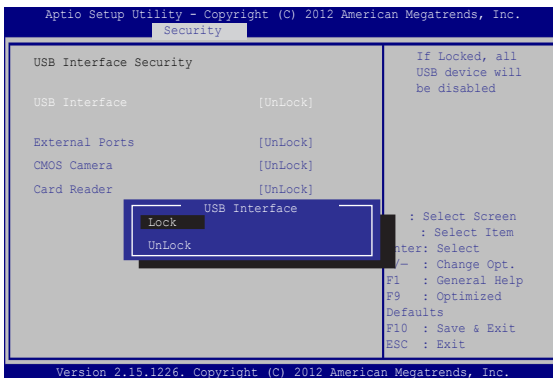 Aptio Setup Utility - Copyright (C) 2012 American Megatrends, Inc.
Security
USB Interface Security
USB Interface [UnLock]
External Ports [UnLock]
CMOS Camera [UnLock]
Card Reader [UnLock]
USB Interface
Lock
UnLock
If Locked, all
USB device will
be disabled
: Select Screen
: Select Item
nter: Select
/— : Change Opt.
F1 : General Help
F9 : Optimized
Defaults
F10 : Save & Exit
ESC : Exit
Version 2.15.1226. Copyright (C) 2012 American Megatrends, Inc.